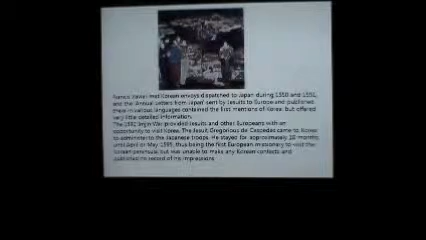 Francis Xavier met Korean envoys dispatched to Japan during 1550 and 1551,
and the Annual Letters from Japan sent by Jesuits to Europe and published
there in various languages contained the first mentions of Korea, but offered
very little detailed information.
The 1592 Imjin War provided Jesuits and other Europeans with an
opportunity to visit Korea. The Jesuit Gregorious de Cespedes came to Korea
to administer to the Japanese troops. He stayed for approximately 18 months,
until April or May 1595, thus being the first European missionary to visit the
Korean peninsula, but was unable to make any Korean contacts and
published no record of his impressions